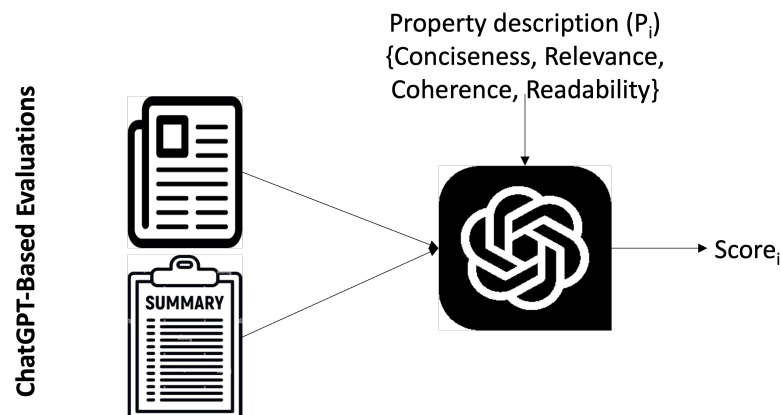 Property description (Pᵢ)
{Conciseness, Relevance,
Coherence, Readability}
ChatGPT-Based Evaluations
SUMMARY
Scoreᵢ